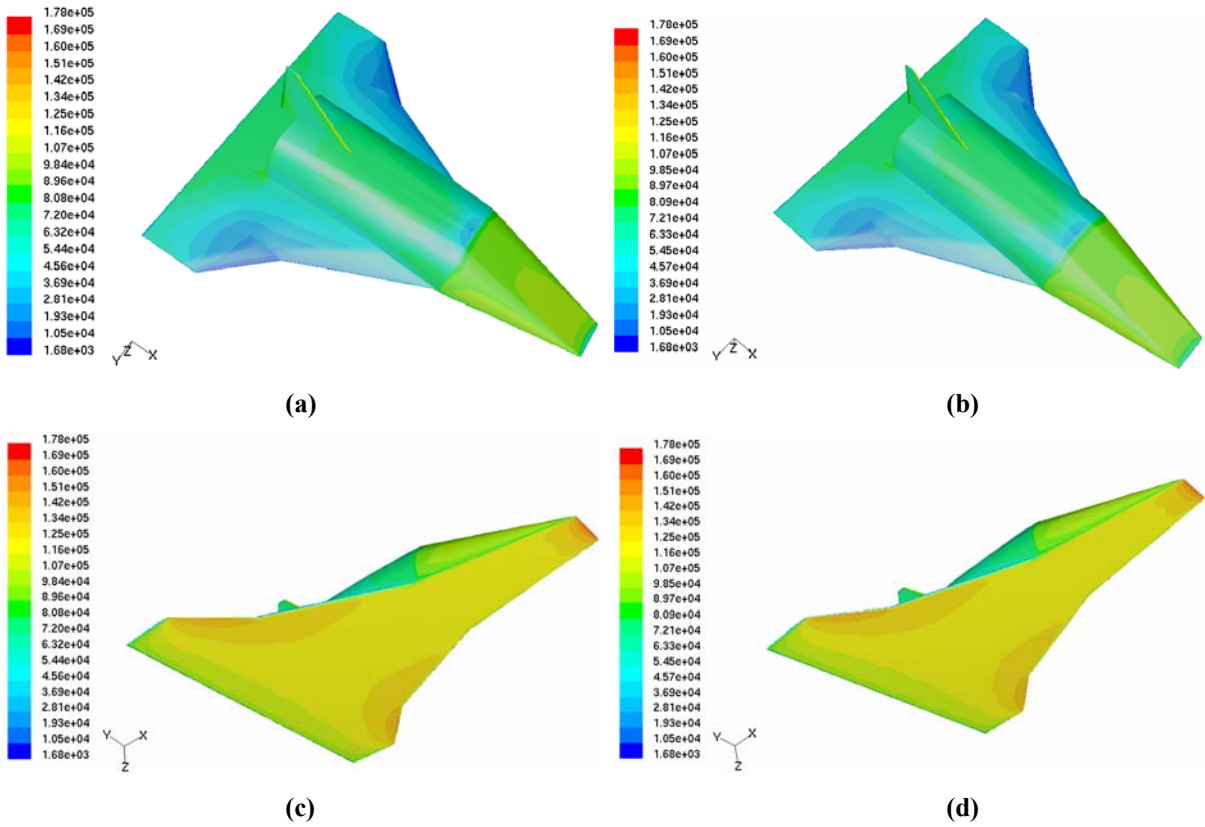 1.78e+05
1.69e+05
1.60e+05
1.51e+05
1.42e+05
1.34e+05
1.25e+05
1.16e+05
1.07e+05
9.84e+04
8.96e+04
8.08e+04
7.20e+04
6.32e+04
5.44e+04
4.56e+04
3.69e+04
2.81e+04
1.93e+04
1.05e+04
1.68e+03
Y Z X
(a)
1.78e+05
1.69e+05
1.60e+05
1.51e+05
1.42e+05
1.34e+05
1.25e+05
1.16e+05
1.07e+05
9.85e+04
8.97e+04
8.09e+04
7.21e+04
6.33e+04
5.45e+04
4.57e+04
3.69e+04
2.81e+04
1.93e+04
1.05e+04
1.68e+03
Y Z X
(b)
1.78e+05
1.69e+05
1.60e+05
1.51e+05
1.42e+05
1.34e+05
1.25e+05
1.16e+05
1.07e+05
9.84e+04
8.96e+04
8.08e+04
7.20e+04
6.32e+04
5.44e+04
4.56e+04
3.69e+04
2.81e+04
1.93e+04
1.05e+04
1.68e+03
Y X
Z
(c)
1.78e+05
1.69e+05
1.60e+05
1.51e+05
1.42e+05
1.34e+05
1.25e+05
1.16e+05
1.07e+05
9.85e+04
8.97e+04
8.09e+04
7.21e+04
6.33e+04
5.45e+04
4.57e+04
3.69e+04
2.81e+04
1.93e+04
1.05e+04
1.68e+03
Y X
Z
(d)